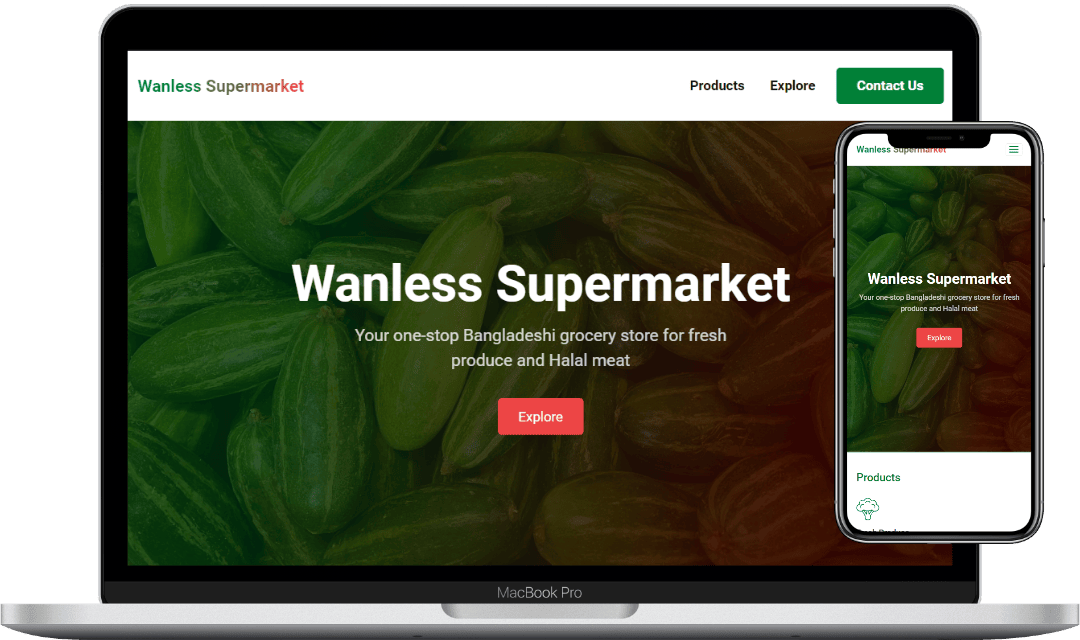 Wanless Supermarket
Products
Explore
Contact Us
Wanless Supermarket
Your one-stop Bangladeshi grocery store for fresh
produce and Halal meat
Explore
MacBook Pro
Wanless Supermarket
Wanless Supermarket
Your one-stop Bangladeshi grocery store for fresh
produce and Halal meat
Explore
Products